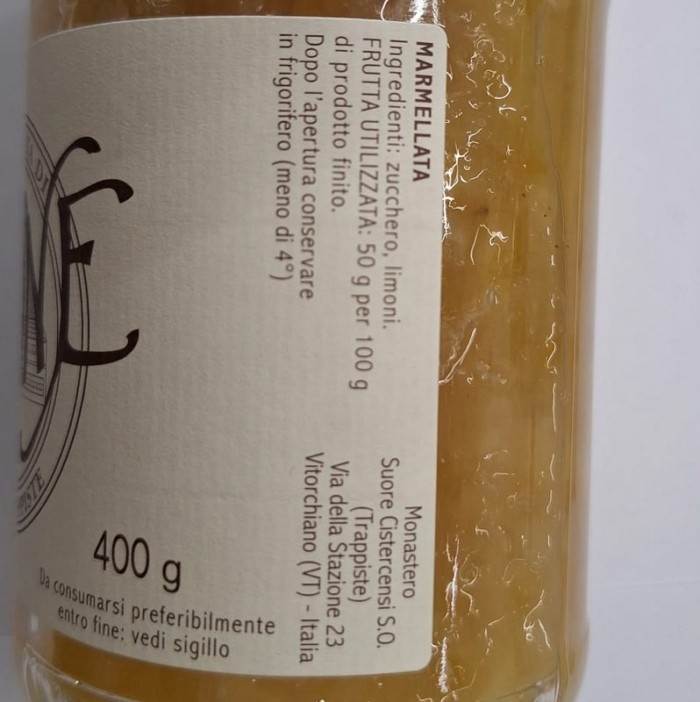 MARMELLATA
Ingredienti: zucchero, limoni.
FRUTTA UTILIZZATA: 50 g per 100 g
di prodotto finito.
Dopo l'apertura conservare
in frigorifero (meno di 4°)
Monastero
Suore Cistercensi S.O.
(Trappiste)
Via della Stazione 23
Vitorchiano (VT) - Italia
400 g
Da consumarsi preferibilmente
entro fine: vedi sigillo